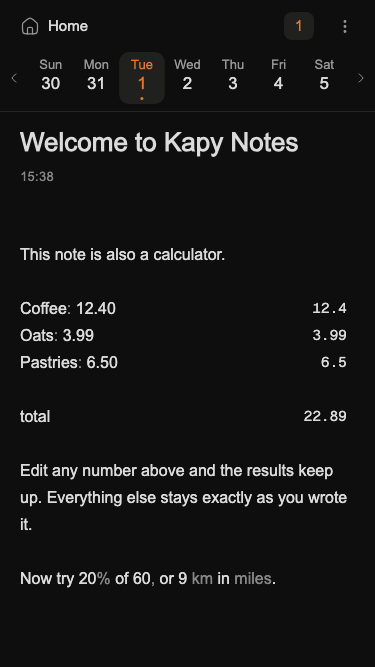 Home 1
Sun Mon Tue Wed Thu Fri Sat
30 31 1 2 3 4 5
Welcome to Kapy Notes
15:38
This note is also a calculator.
Coffee: 12.40 12.4
Oats: 3.99 3.99
Pastries: 6.50 6.5
total 22.89
Edit any number above and the results keep
up. Everything else stays exactly as you wrote
it.
Now try 20% of 60, or 9 km in miles.